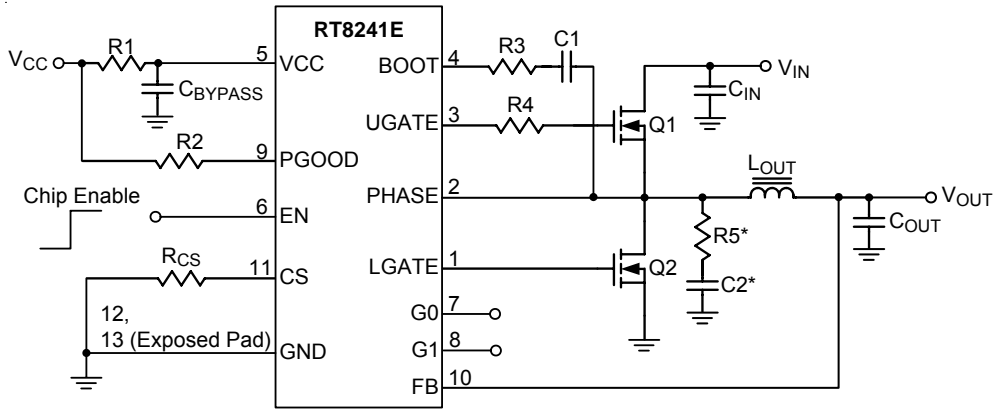 RT8241E
VCC
R1
5
VCC
CBYPASS
R2
9
PGOOD
Chip Enable
6
EN
RCS
11
CS
12,
13 (Exposed Pad)
GND
BOOT
4
R3
C1
UGATE
3
R4
Q1
VIN
CIN
PHASE
2
LOUT
VOUT
COUT
R5*
C2*
LGATE
1
Q2
G0
7
G1
8
FB
10